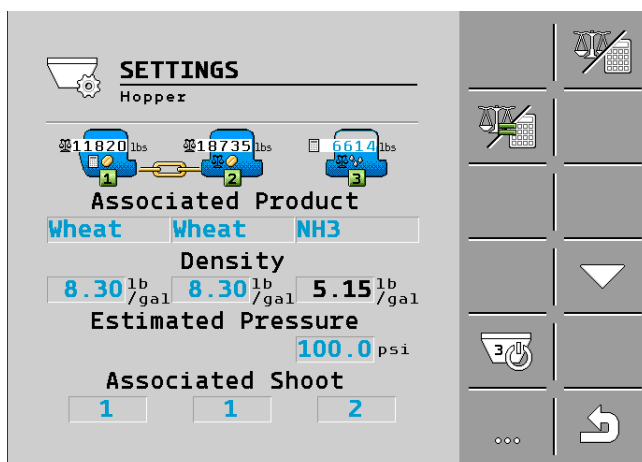 SETTINGS
Hopper
11820 lbs 18735 lbs 6614 lbs
1 2 3
Associated Product
Wheat Wheat NH3
Density
8.30 lb/gal 8.30 lb/gal 5.15 lb/gal
Estimated Pressure
100.0 psi
3
Associated Shoot
1 1 2
...